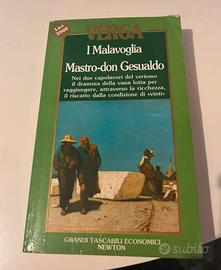 Lire
3900
VERGA
I Malavoglia
Mastro-don Gesualdo
Nei due capolavori del verismo
il dramma della vana lotta per
raggiungere, attraverso la ricchezza,
il riscatto dalla condizione di «vinti»
GRANDI TASCABILI ECONOMICI
NEWTON
subito